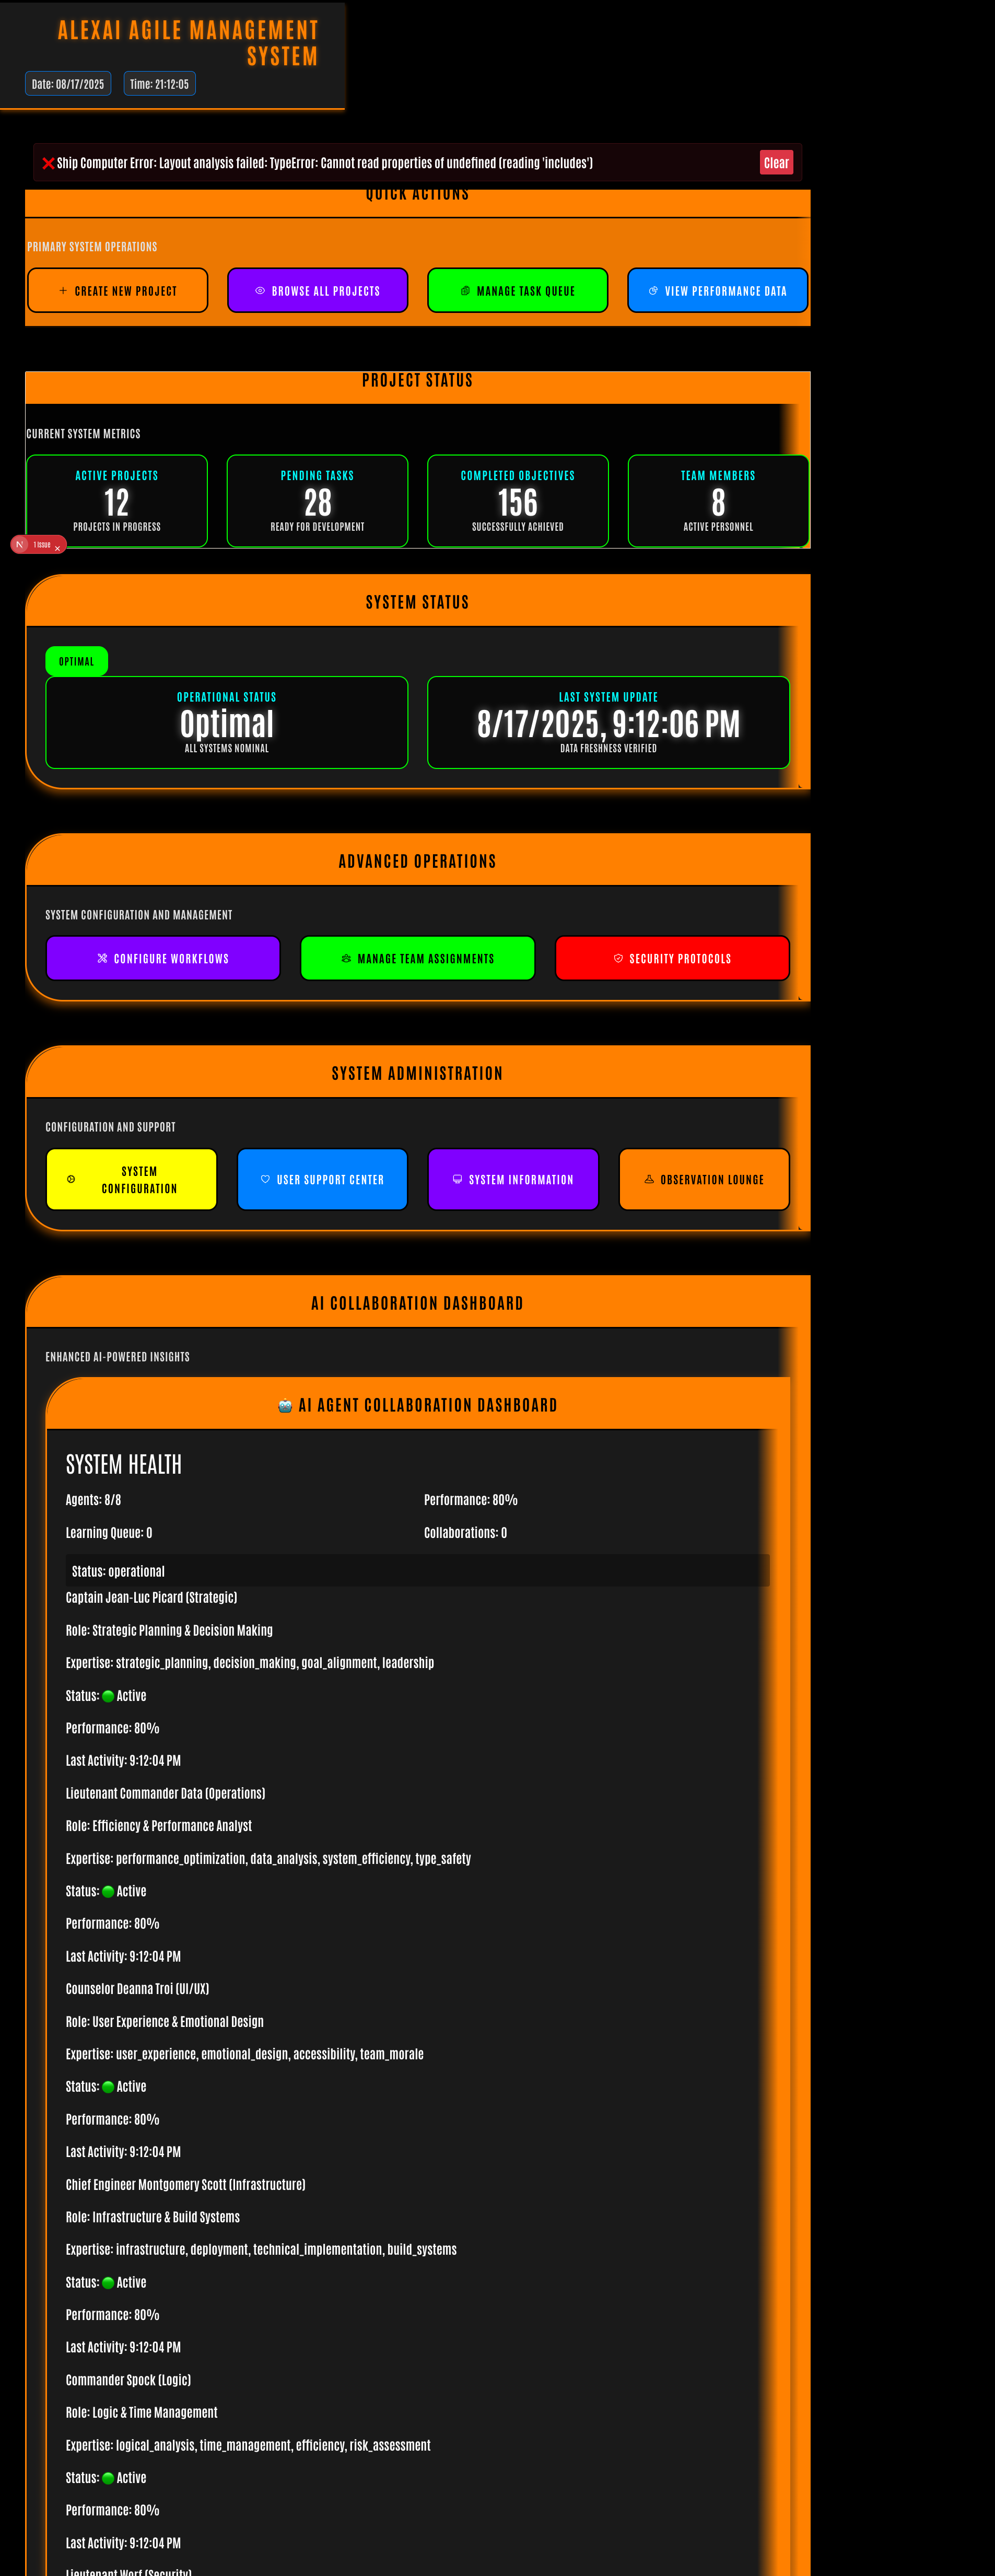 ALEXAI AGILE MANAGEMENT
SYSTEM
Date: 08/17/2025 Time: 21:12:05
❌ Ship Computer Error: Layout analysis failed: TypeError: Cannot read properties of undefined (reading 'includes') Clear
QUICK ACTIONS
PRIMARY SYSTEM OPERATIONS
CREATE NEW PROJECT BROWSE ALL PROJECTS MANAGE TASK QUEUE VIEW PERFORMANCE DATA
PROJECT STATUS
CURRENT SYSTEM METRICS
ACTIVE PROJECTS PENDING TASKS COMPLETED OBJECTIVES TEAM MEMBERS
12 28 156 8
PROJECTS IN PROGRESS READY FOR DEVELOPMENT SUCCESSFULLY ACHIEVED ACTIVE PERSONNEL
N 1 Issue ×
SYSTEM STATUS
OPTIMAL
OPERATIONAL STATUS LAST SYSTEM UPDATE
Optimal 8/17/2025, 9:12:06 PM
ALL SYSTEMS NOMINAL DATA FRESHNESS VERIFIED
ADVANCED OPERATIONS
SYSTEM CONFIGURATION AND MANAGEMENT
CONFIGURE WORKFLOWS MANAGE TEAM ASSIGNMENTS SECURITY PROTOCOLS
SYSTEM ADMINISTRATION
CONFIGURATION AND SUPPORT
SYSTEM
CONFIGURATION USER SUPPORT CENTER SYSTEM INFORMATION OBSERVATION LOUNGE
AI COLLABORATION DASHBOARD
ENHANCED AI-POWERED INSIGHTS
🤖 AI AGENT COLLABORATION DASHBOARD
SYSTEM HEALTH
Agents: 8/8 Performance: 80%
Learning Queue: 0 Collaborations: 0
Status: operational
Captain Jean-Luc Picard (Strategic)
Role: Strategic Planning & Decision Making
Expertise: strategic_planning, decision_making, goal_alignment, leadership
Status: 🟢 Active
Performance: 80%
Last Activity: 9:12:04 PM
Lieutenant Commander Data (Operations)
Role: Efficiency & Performance Analyst
Expertise: performance_optimization, data_analysis, system_efficiency, type_safety
Status: 🟢 Active
Performance: 80%
Last Activity: 9:12:04 PM
Counselor Deanna Troi (UI/UX)
Role: User Experience & Emotional Design
Expertise: user_experience, emotional_design, accessibility, team_morale
Status: 🟢 Active
Performance: 80%
Last Activity: 9:12:04 PM
Chief Engineer Montgomery Scott (Infrastructure)
Role: Infrastructure & Build Systems
Expertise: infrastructure, deployment, technical_implementation, build_systems
Status: 🟢 Active
Performance: 80%
Last Activity: 9:12:04 PM
Commander Spock (Logic)
Role: Logic & Time Management
Expertise: logical_analysis, time_management, efficiency, risk_assessment
Status: 🟢 Active
Performance: 80%
Last Activity: 9:12:04 PM
Lieutenant Worf (Security)